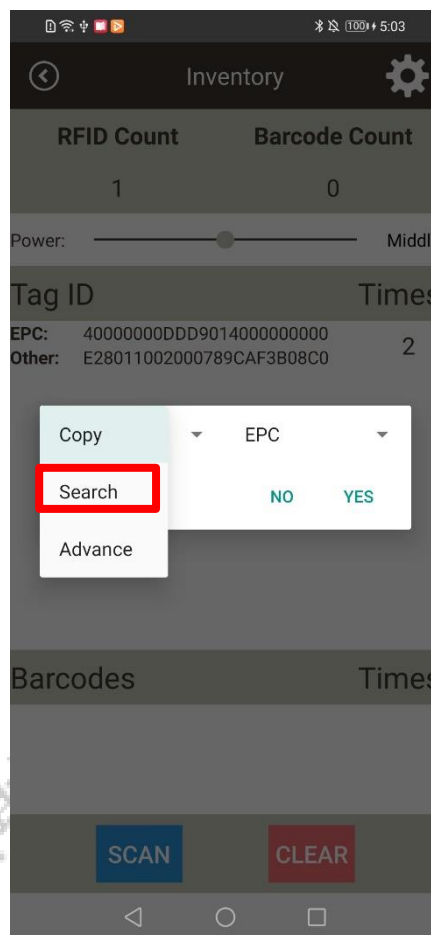 100 5:03
Inventory
RFID Count Barcode Count
1 0
Power: Middl
Tag ID Times
EPC: 40000000DDD9014000000000 2
Other: E28011002000789CAF3B08C0
Copy EPC
Search NO YES
Advance
Barcodes Times
SCAN CLEAR